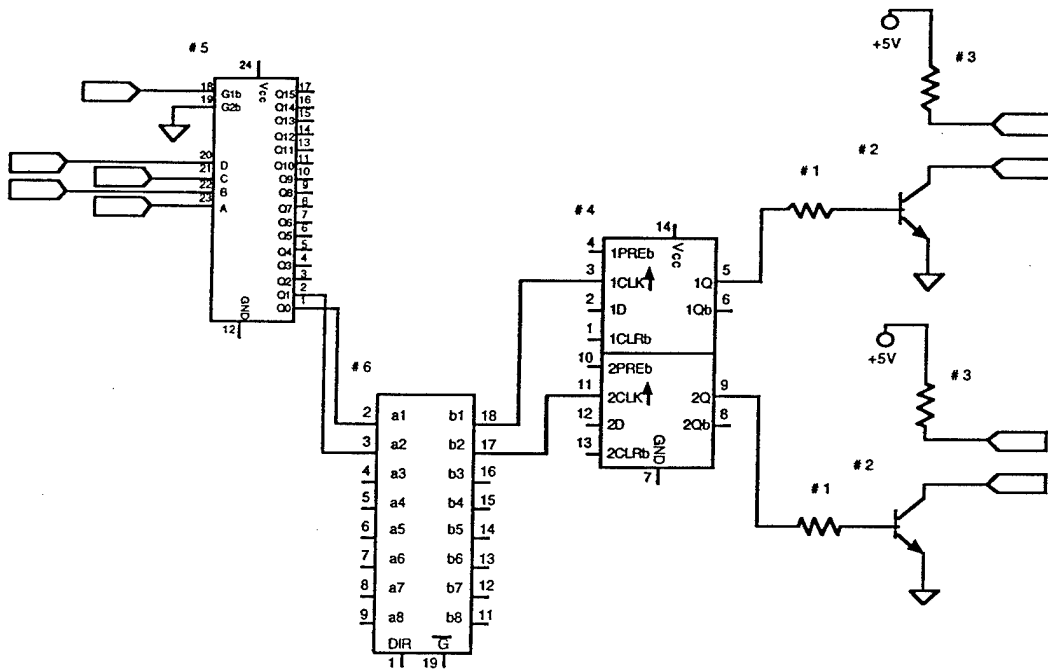 # 5
24
Vcc
18 G1b
19 G2b
20 D
21 C
22 B
23 A
GND
12
Q15 17
Q14 16
Q13 15
Q12 14
Q11 13
Q10 11
Q9 10
Q8 9
Q7 8
Q6 7
Q5 6
Q4 5
Q3 4
Q2 3
Q1 2
Q0 1
# 6
2 a1 b1 18
3 a2 b2 17
4 a3 b3 16
5 a4 b4 15
6 a5 b5 14
7 a6 b6 13
8 a7 b7 12
9 a8 b8 11
DIR G
1 19
# 4
14
Vcc
4 1PREb
3 1CLK 1Q 5
2 1D 1Qb 6
1 1CLRb
10 2PREb
11 2CLK 2Q 9
12 2D 2Qb 8
13 2CLRb
GND
7
+5V
# 3
# 2
# 1
+5V
# 3
# 2
# 1